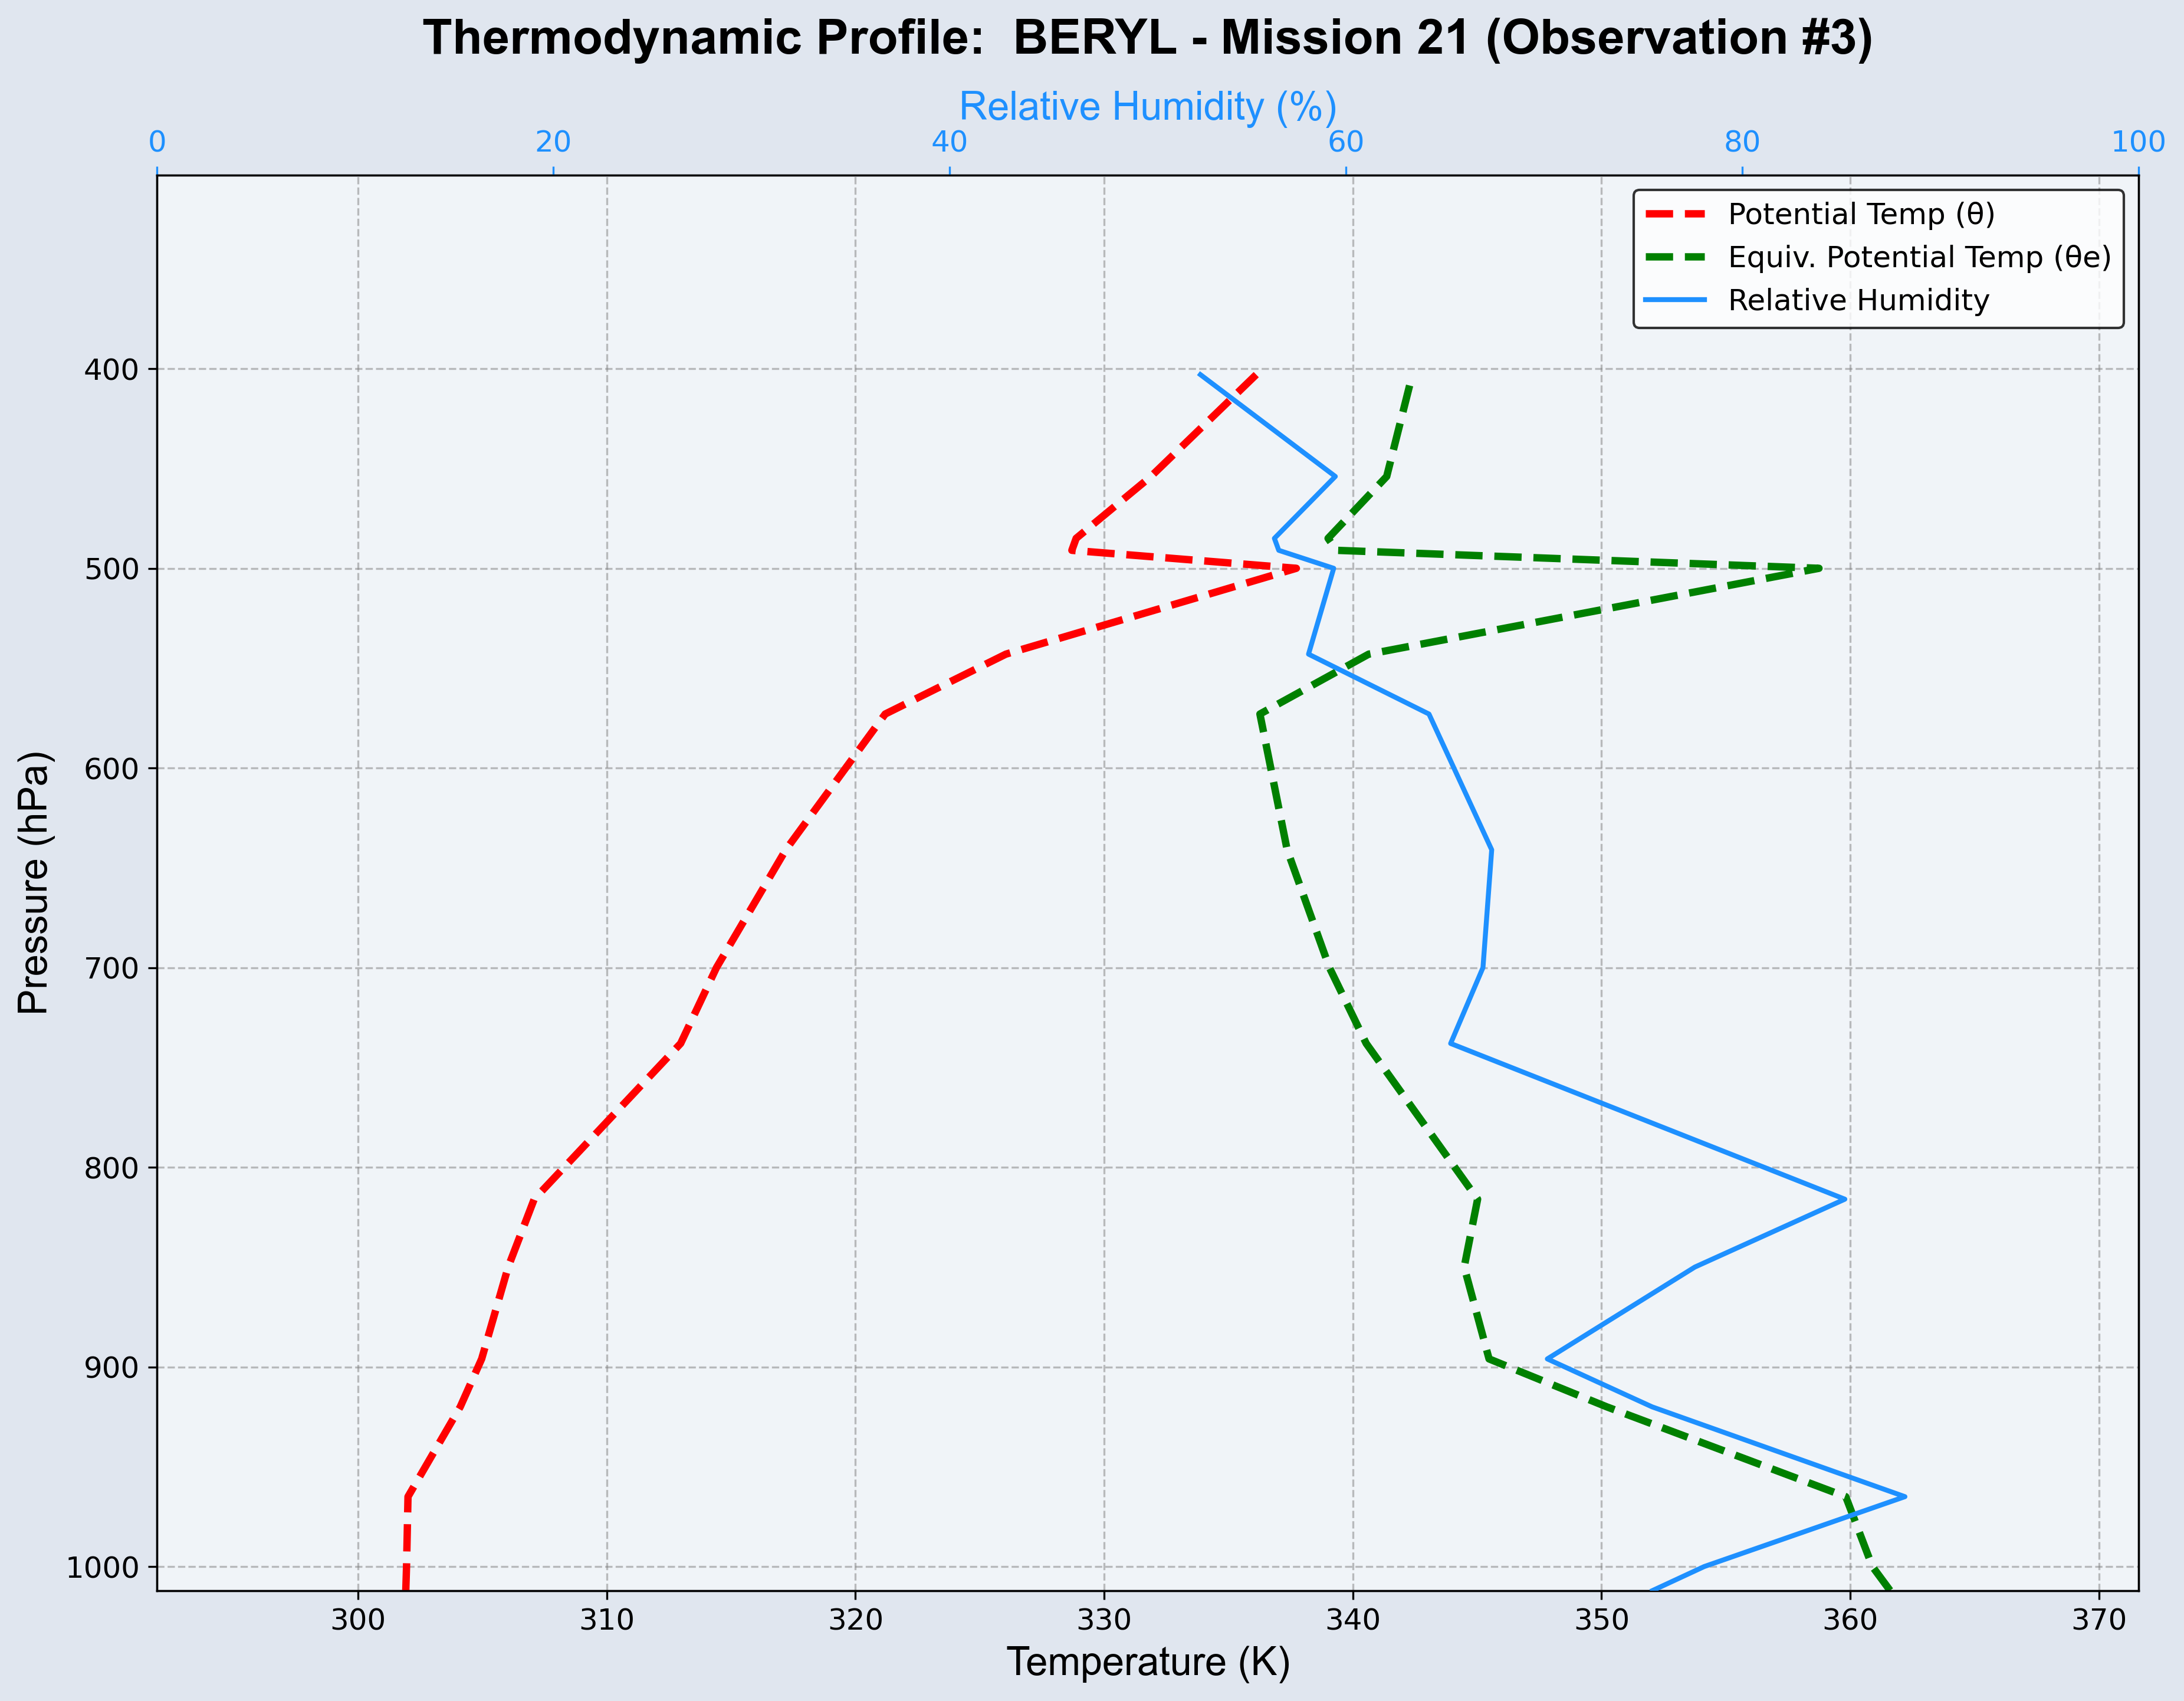 Thermodynamic Profile:  BERYL - Mission 21 (Observation #3)
Relative Humidity (%)
0 20 40 60 80 100
Potential Temp (θ)
Equiv. Potential Temp (θe)
Relative Humidity
Pressure (hPa)
400
500
600
700
800
900
1000
300 310 320 330 340 350 360 370
Temperature (K)